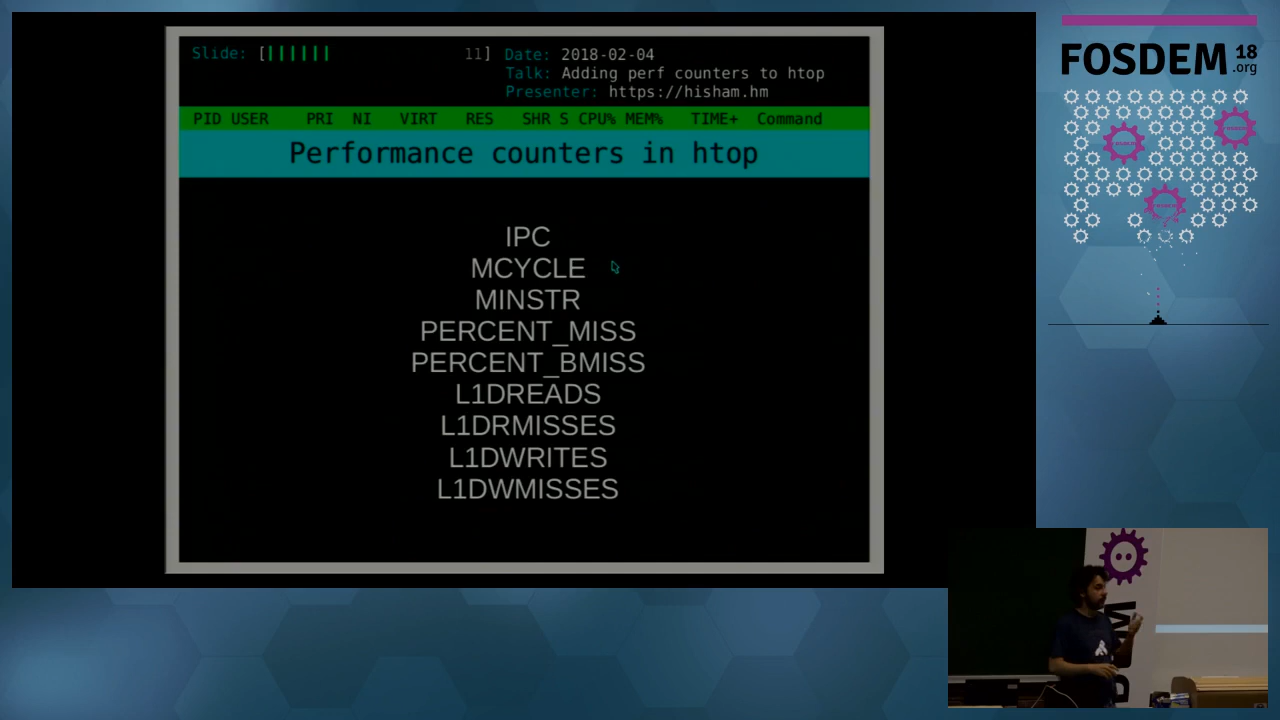 Slide: [|||||| 11]
Date: 2018-02-04
Talk: Adding perf counters to htop
Presenter: https://hisham.hm
PID USER PRI NI VIRT RES SHR S CPU% MEM% TIME+ Command
Performance counters in htop
IPC
MCYCLE
MINSTR
PERCENT_MISS
PERCENT_BMISS
L1DREADS
L1DRMISSES
L1DWRITES
L1DWMISSES
FOSDEM 18
.org